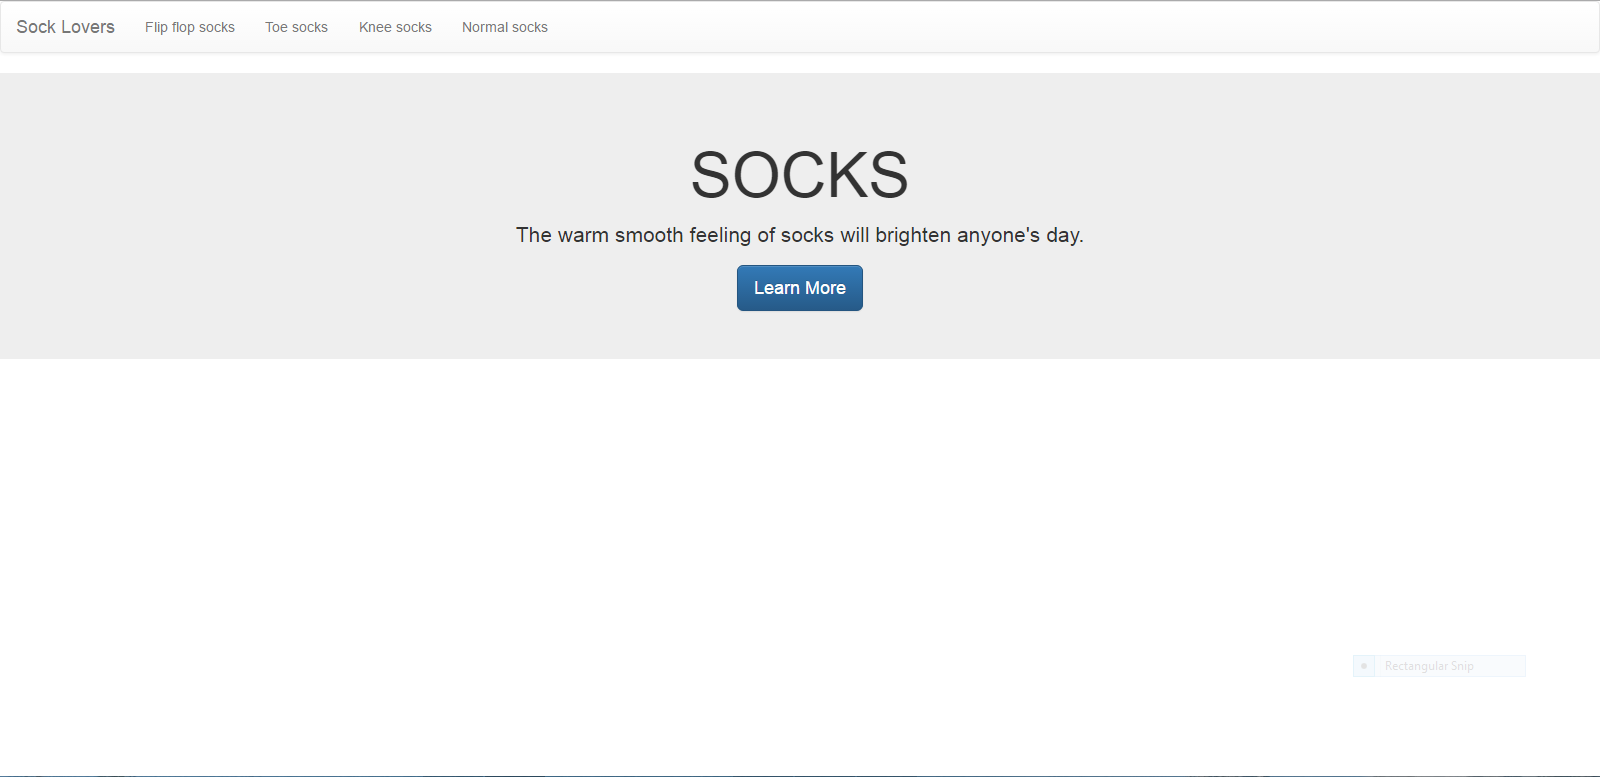 Sock Lovers Flip flop socks Toe socks Knee socks Normal socks
SOCKS
The warm smooth feeling of socks will brighten anyone's day.
Learn More
Rectangular Snip